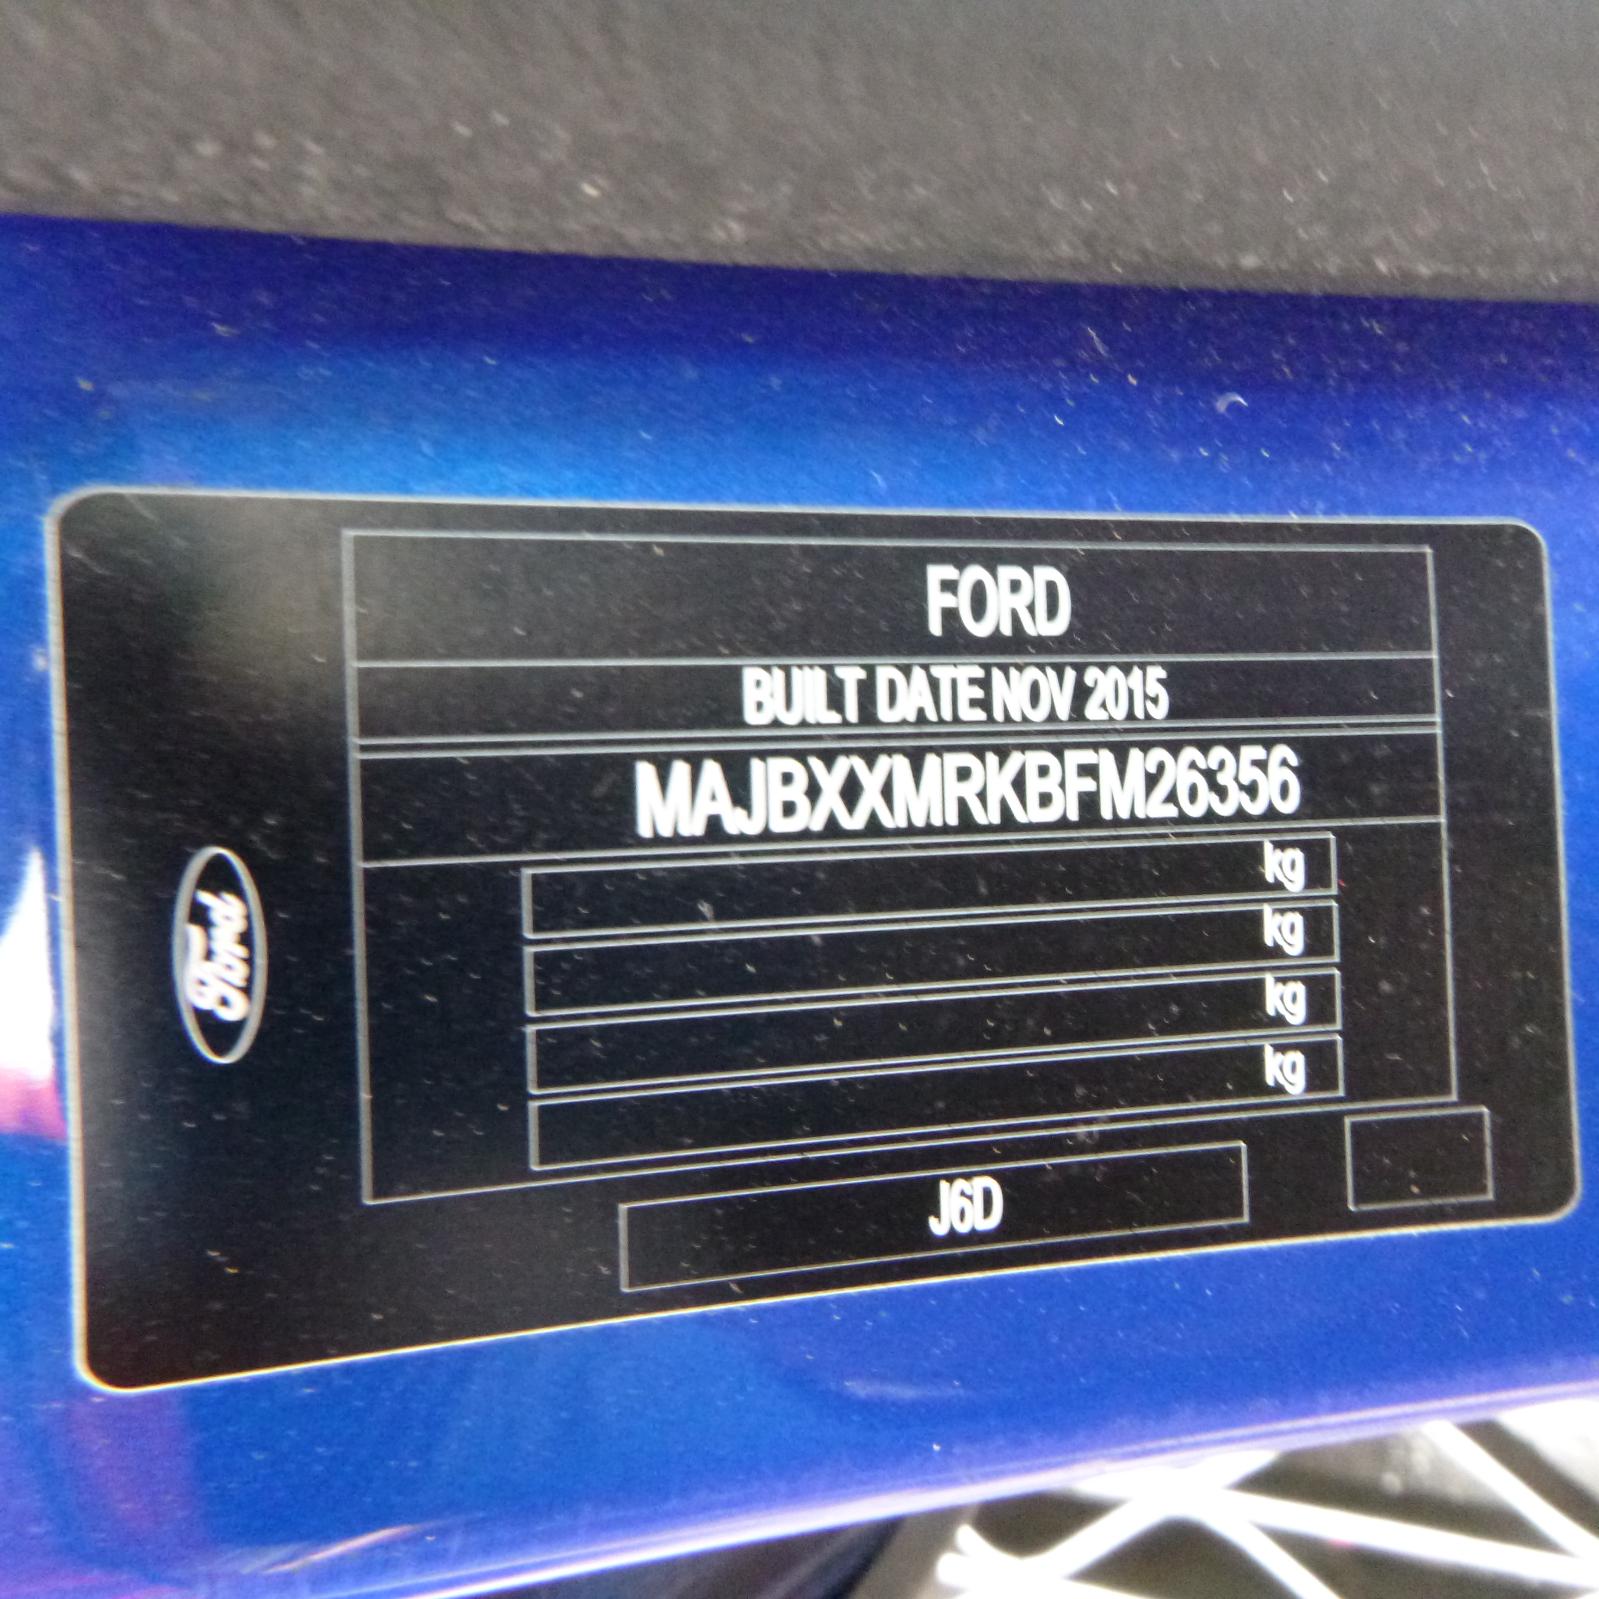 FORD
BUILT DATE NOV 2015
MAJBXXMRKBFM26356
kg
kg
kg
kg
Ford
J6D